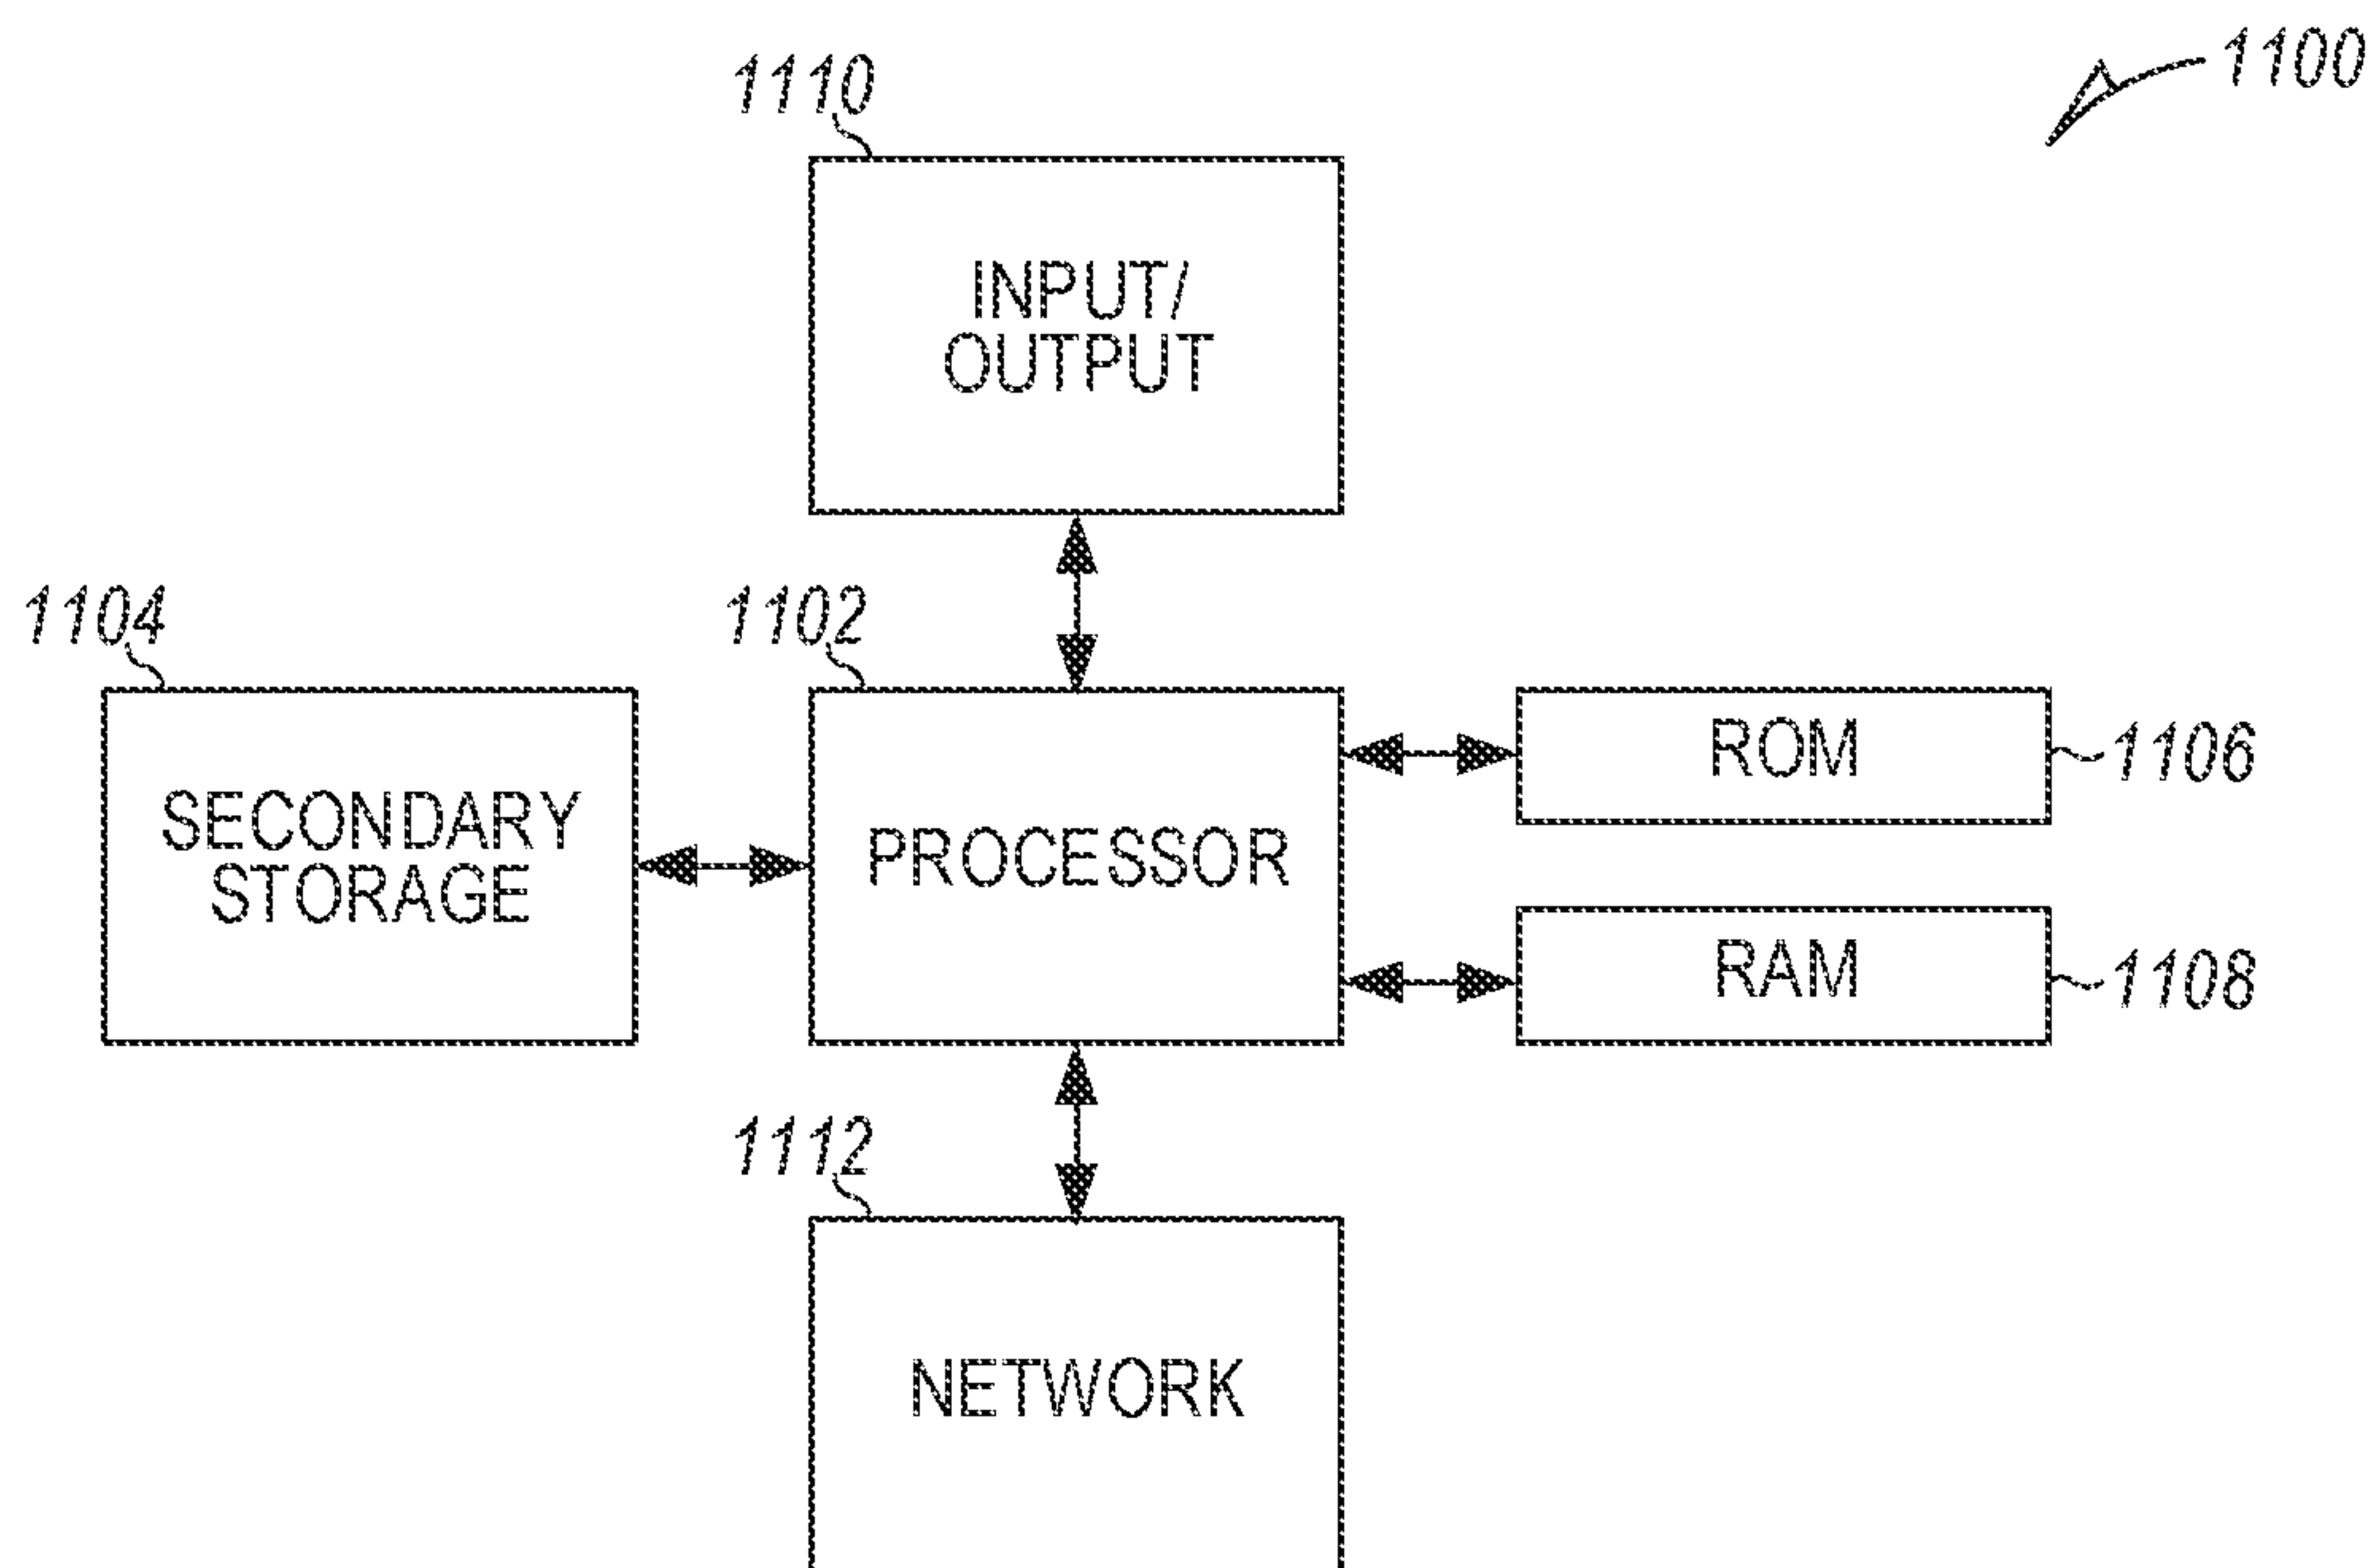 1100
1110
INPUT/
OUTPUT
1104
1102
SECONDARY
STORAGE
PROCESSOR
ROM
1106
RAM
1108
1112
NETWORK